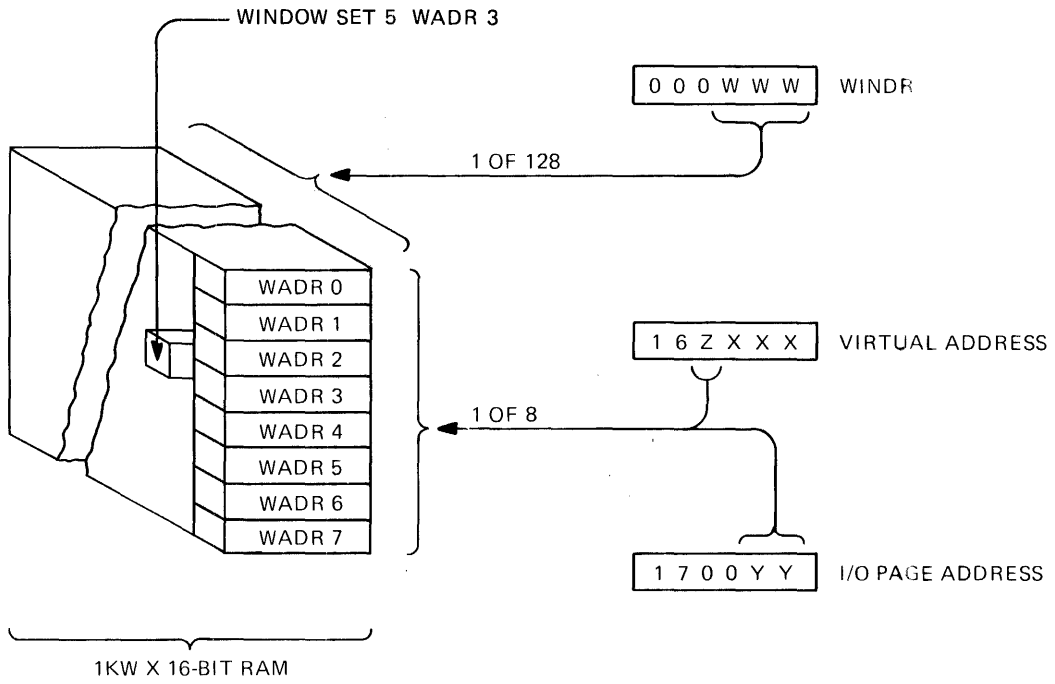 WINDOW SET 5 WADR 3
0 0 0 W W W WINDR
1 OF 128
WADR 0
WADR 1
WADR 2
WADR 3
WADR 4
WADR 5
WADR 6
WADR 7
1 6 Z X X X VIRTUAL ADDRESS
1 OF 8
1 7 0 0 Y Y I/O PAGE ADDRESS
1KW X 16-BIT RAM